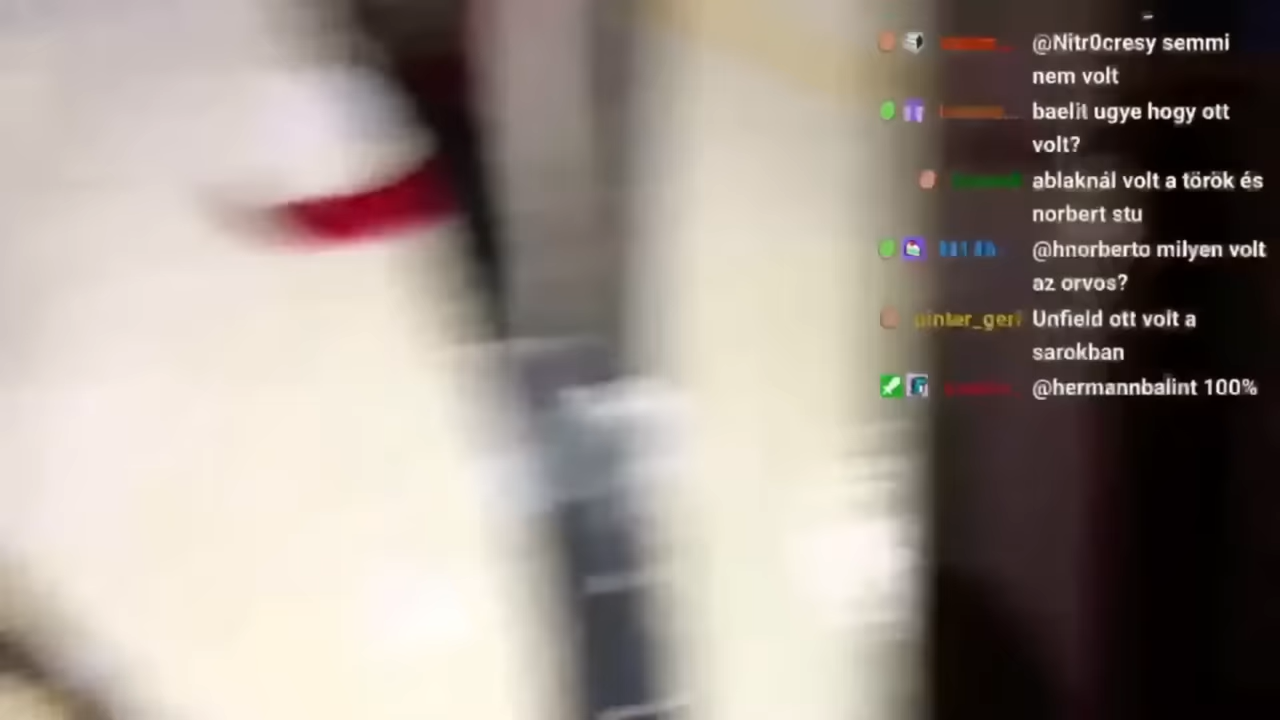 @Nitr0cresy semmi
nem volt
baelit ugye hogy ott
volt?
ablaknál volt a török és
norbert stu
@hnorberto milyen volt
az orvos?
pinter_geri Unfield ott volt a
sarokban
@hermannbalint 100%